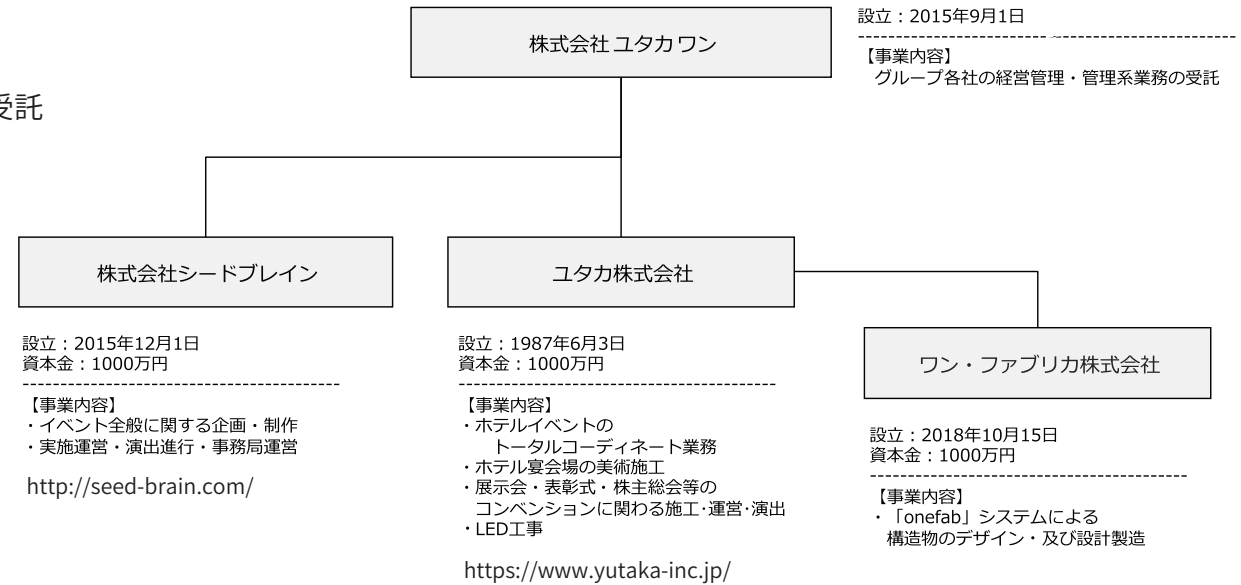 株式会社 ユタカワン
設立：2015年9月1日
【事業内容】
グループ各社の経営管理・管理系業務の受託
受託
株式会社シードブレイン
設立：2015年12月1日
資本金：1000万円
【事業内容】
・イベント全般に関する企画・制作
・実施運営・演出進行・事務局運営
http://seed-brain.com/
ユタカ株式会社
設立：1987年6月3日
資本金：1000万円
【事業内容】
・ホテルイベントの
トータルコーディネート業務
・ホテル宴会場の美術施工
・展示会・表彰式・株主総会等の
コンベンションに関わる施工･運営･演出
・LED工事
https://www.yutaka-inc.jp/
ワン・ファブリカ株式会社
設立：2018年10月15日
資本金：1000万円
【事業内容】
・「onefab」システムによる
構造物のデザイン・及び設計製造